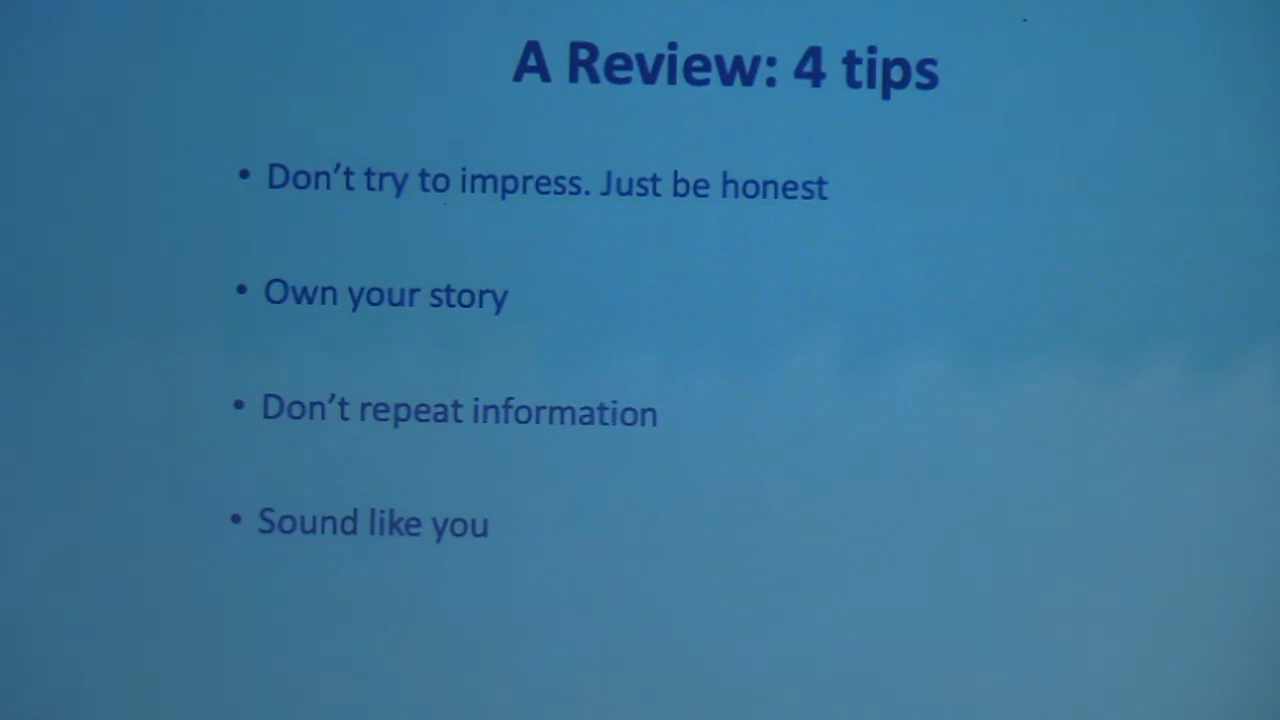 A Review: 4 tips
• Don't try to impress. Just be honest
• Own your story
• Don't repeat information
• Sound like you